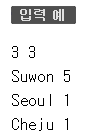 입력 예
3 3
Suwon 5
Seoul 1
Cheju 1